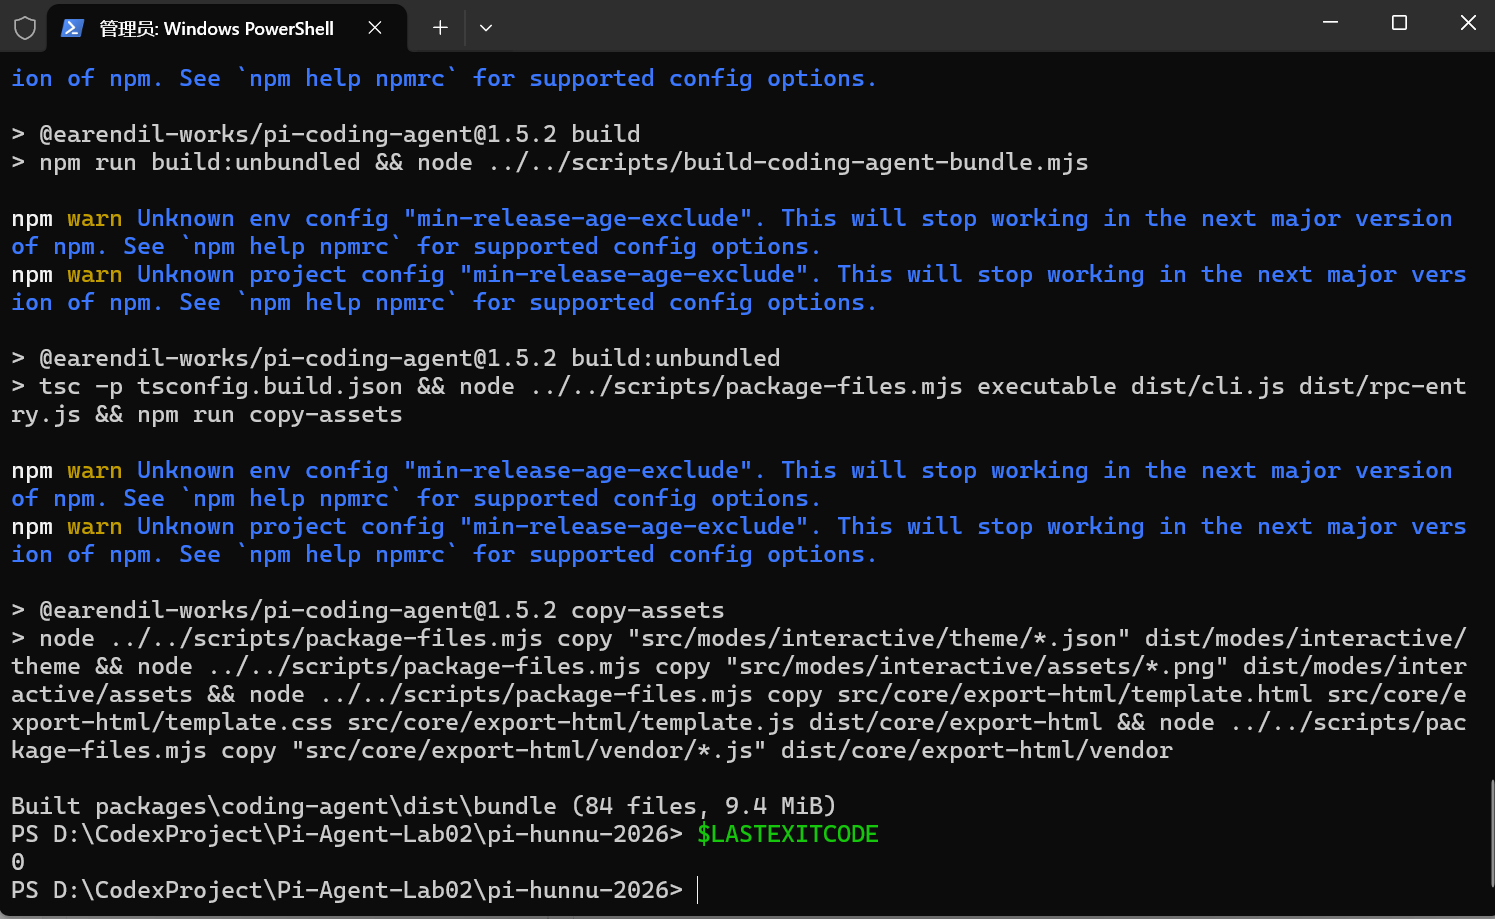 管理员: Windows PowerShell
ion of npm. See `npm help npmrc` for supported config options.
> @earendil-works/pi-coding-agent@1.5.2 build
> npm run build:unbundled && node ../../scripts/build-coding-agent-bundle.mjs
npm warn Unknown env config "min-release-age-exclude". This will stop working in the next major version
of npm. See `npm help npmrc` for supported config options.
npm warn Unknown project config "min-release-age-exclude". This will stop working in the next major vers
ion of npm. See `npm help npmrc` for supported config options.
> @earendil-works/pi-coding-agent@1.5.2 build:unbundled
> tsc -p tsconfig.build.json && node ../../scripts/package-files.mjs executable dist/cli.js dist/rpc-ent
ry.js && npm run copy-assets
npm warn Unknown env config "min-release-age-exclude". This will stop working in the next major version
of npm. See `npm help npmrc` for supported config options.
npm warn Unknown project config "min-release-age-exclude". This will stop working in the next major vers
ion of npm. See `npm help npmrc` for supported config options.
> @earendil-works/pi-coding-agent@1.5.2 copy-assets
> node ../../scripts/package-files.mjs copy "src/modes/interactive/theme/*.json" dist/modes/interactive/
theme && node ../../scripts/package-files.mjs copy "src/modes/interactive/assets/*.png" dist/modes/inter
active/assets && node ../../scripts/package-files.mjs copy src/core/export-html/template.html src/core/e
xport-html/template.css src/core/export-html/template.js dist/core/export-html && node ../../scripts/pac
kage-files.mjs copy "src/core/export-html/vendor/*.js" dist/core/export-html/vendor
Built packages\coding-agent\dist\bundle (84 files, 9.4 MiB)
PS D:\CodexProject\Pi-Agent-Lab02\pi-hunnu-2026> $LASTEXITCODE
0
PS D:\CodexProject\Pi-Agent-Lab02\pi-hunnu-2026>